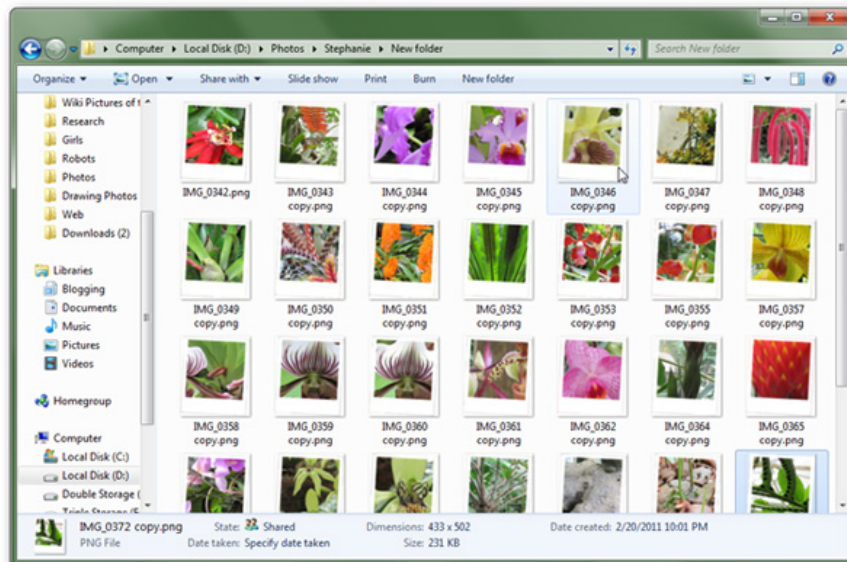 Computer ▸ Local Disk (D:) ▸ Photos ▸ Stephanie ▸ New folder
Search New folder
Organize Open Share with Slide show Print Burn New folder
Wiki Pictures of
Research
Girls
Robots
Photos
Drawing Photos
Web
Downloads (2)
Libraries
Blogging
Documents
Music
Pictures
Videos
Homegroup
Computer
Local Disk (C:)
Local Disk (D:)
Double Storage (
IMG_0342.png
IMG_0343 copy.png
IMG_0344 copy.png
IMG_0345 copy.png
IMG_0346 copy.png
IMG_0347 copy.png
IMG_0348 copy.png
IMG_0349 copy.png
IMG_0350 copy.png
IMG_0351 copy.png
IMG_0352 copy.png
IMG_0353 copy.png
IMG_0355 copy.png
IMG_0357 copy.png
IMG_0358 copy.png
IMG_0359 copy.png
IMG_0360 copy.png
IMG_0361 copy.png
IMG_0362 copy.png
IMG_0364 copy.png
IMG_0365 copy.png
IMG_0372 copy.png State: Shared Dimensions: 433 x 502 Date created: 2/20/2011 10:01 PM
PNG File Date taken: Specify date taken Size: 231 KB